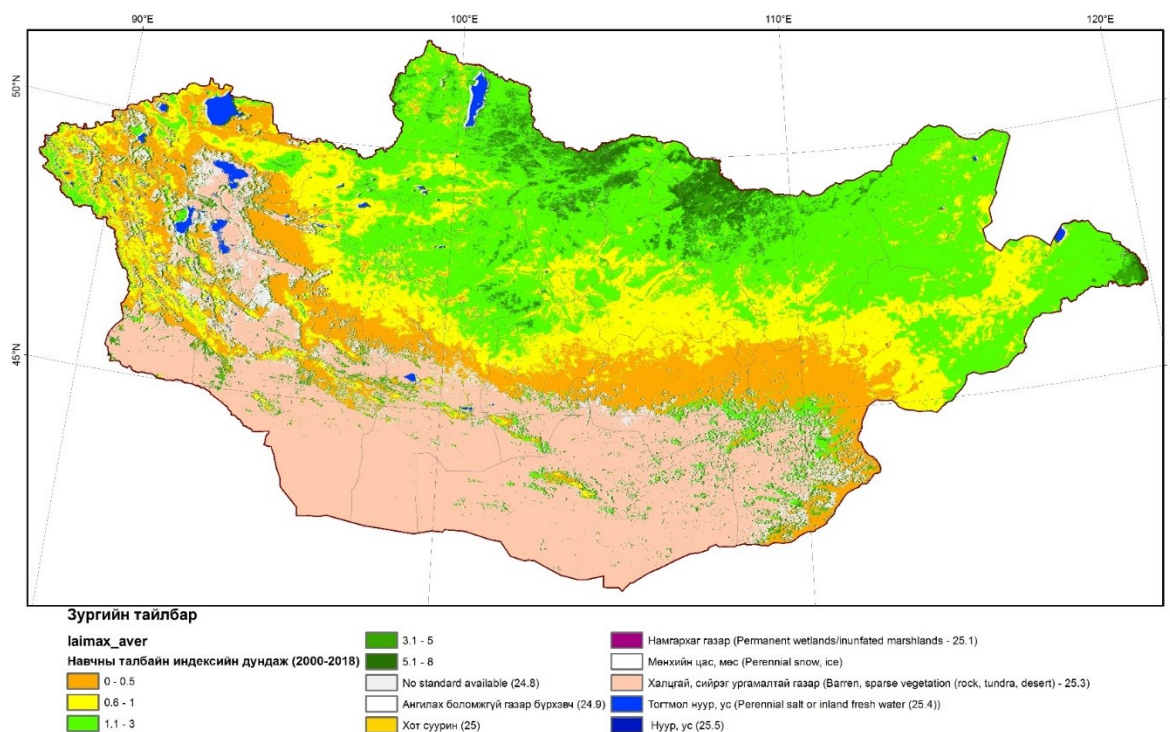 90°E
100°E
110°E
120°E
50°N
45°N
Зургийн тайлбар
laimax_aver
Навчны талбайн индексийн дундаж (2000-2018)
0 - 0.5
0.6 - 1
1.1 - 3
3.1 - 5
5.1 - 8
No standard available (24.8)
Ангилах боломжгүй газар бүрхэвч (24.9)
Хот суурин (25)
Намгархаг газар (Permanent wetlands/inunfated marshlands - 25.1)
Мөнхийн цас, мөс (Perennial snow, ice)
Халцгай, сийрэг ургамалтай газар (Barren, sparse vegetation (rock, tundra, desert) - 25.3)
Тогтмол нуур, ус (Perennial salt or inland fresh water (25.4))
Нуур, ус (25.5)